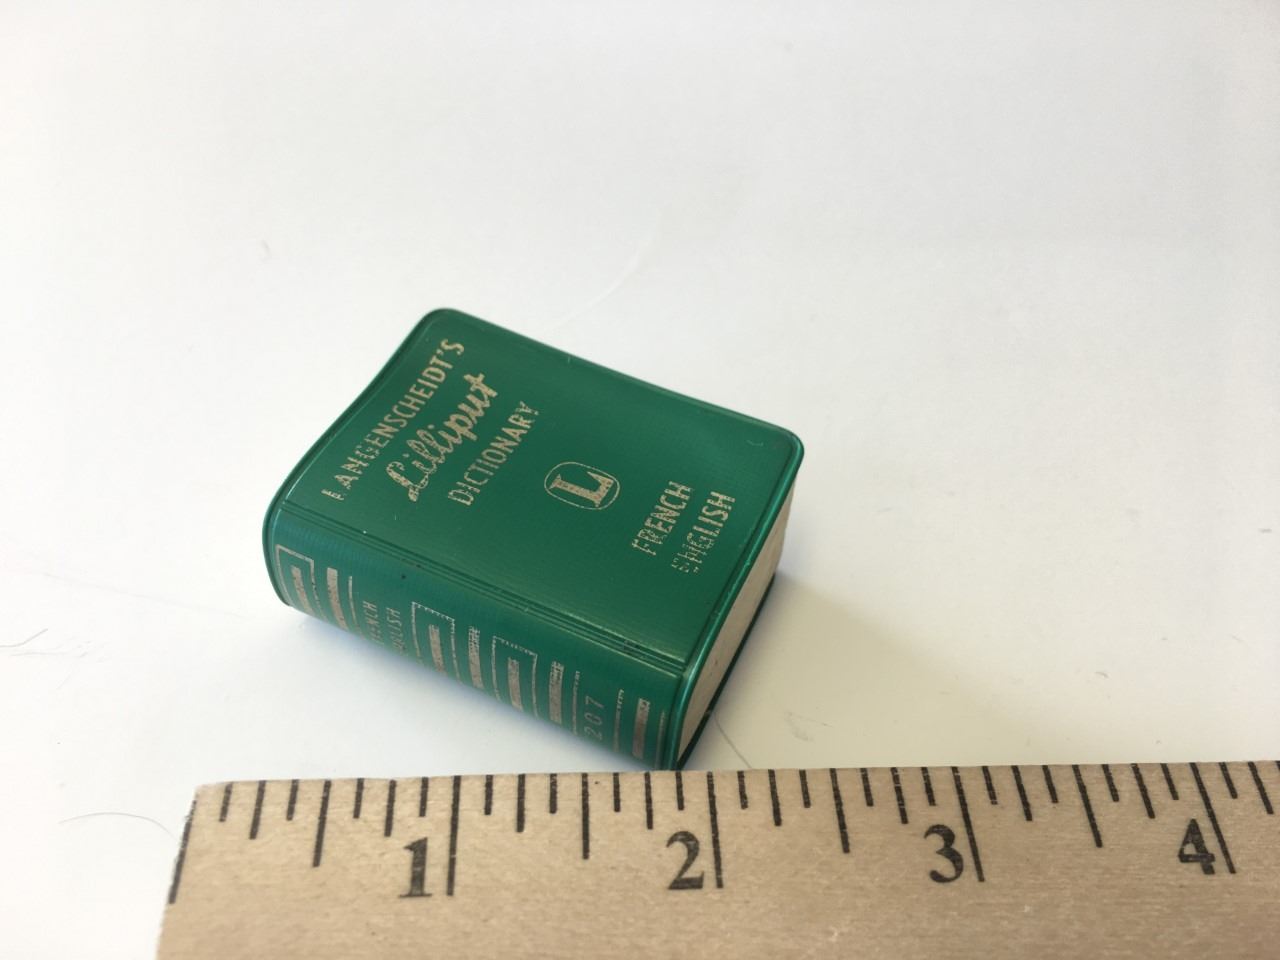 LANGENSCHEIDT'S
Lilliput
DICTIONARY
L
FRENCH
ENGLISH
FRENCH
ENGLISH
207
1
2
3
4